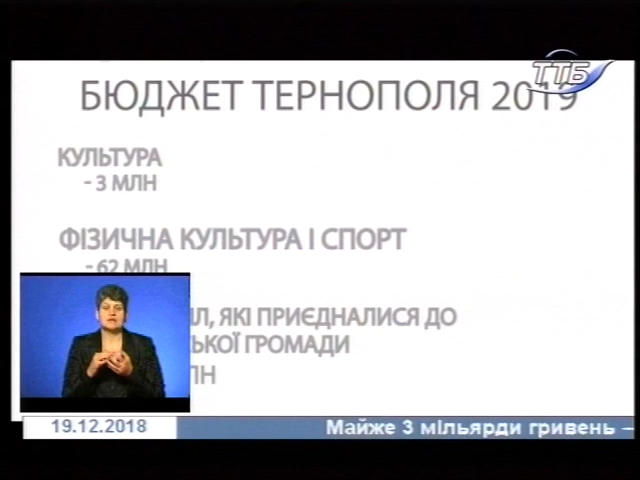 ТТБ
БЮДЖЕТ ТЕРНОПОЛЯ 2019
КУЛЬТУРА
- 3 МЛН
ФІЗИЧНА КУЛЬТУРА І СПОРТ
- 62 МЛН
ІЛ, ЯКІ ПРИЄДНАЛИСЯ ДО
ЬКОЇ ГРОМАДИ
ЛН
19.12.2018
Майже 3 мільярди гривень –